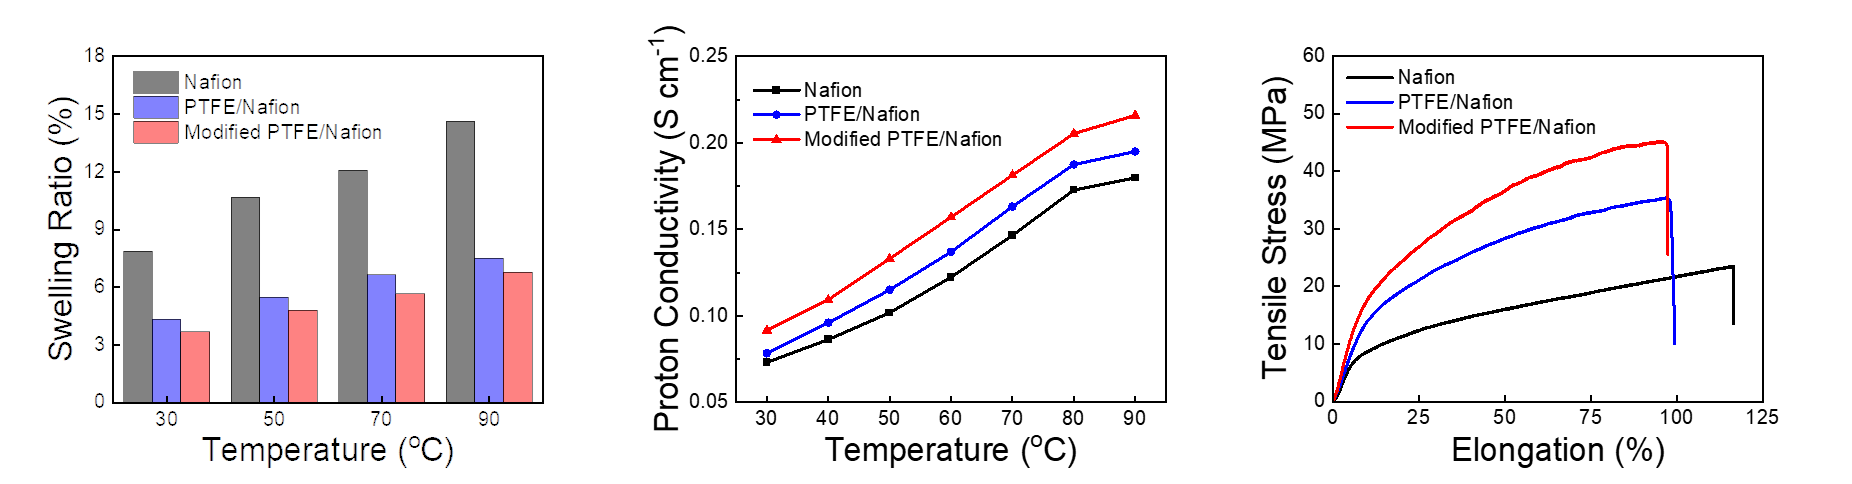 Swelling Ratio (%)
18
15
12
9
6
3
0
Nafion
PTFE/Nafion
Modified PTFE/Nafion
30 50 70 90
Temperature (°C)
Proton Conductivity (S cm⁻¹)
0.25
0.20
0.15
0.10
0.05
Nafion
PTFE/Nafion
Modified PTFE/Nafion
30 40 50 60 70 80 90
Temperature (°C)
Tensile Stress (MPa)
60
50
40
30
20
10
0
Nafion
PTFE/Nafion
Modified PTFE/Nafion
0 25 50 75 100 125
Elongation (%)